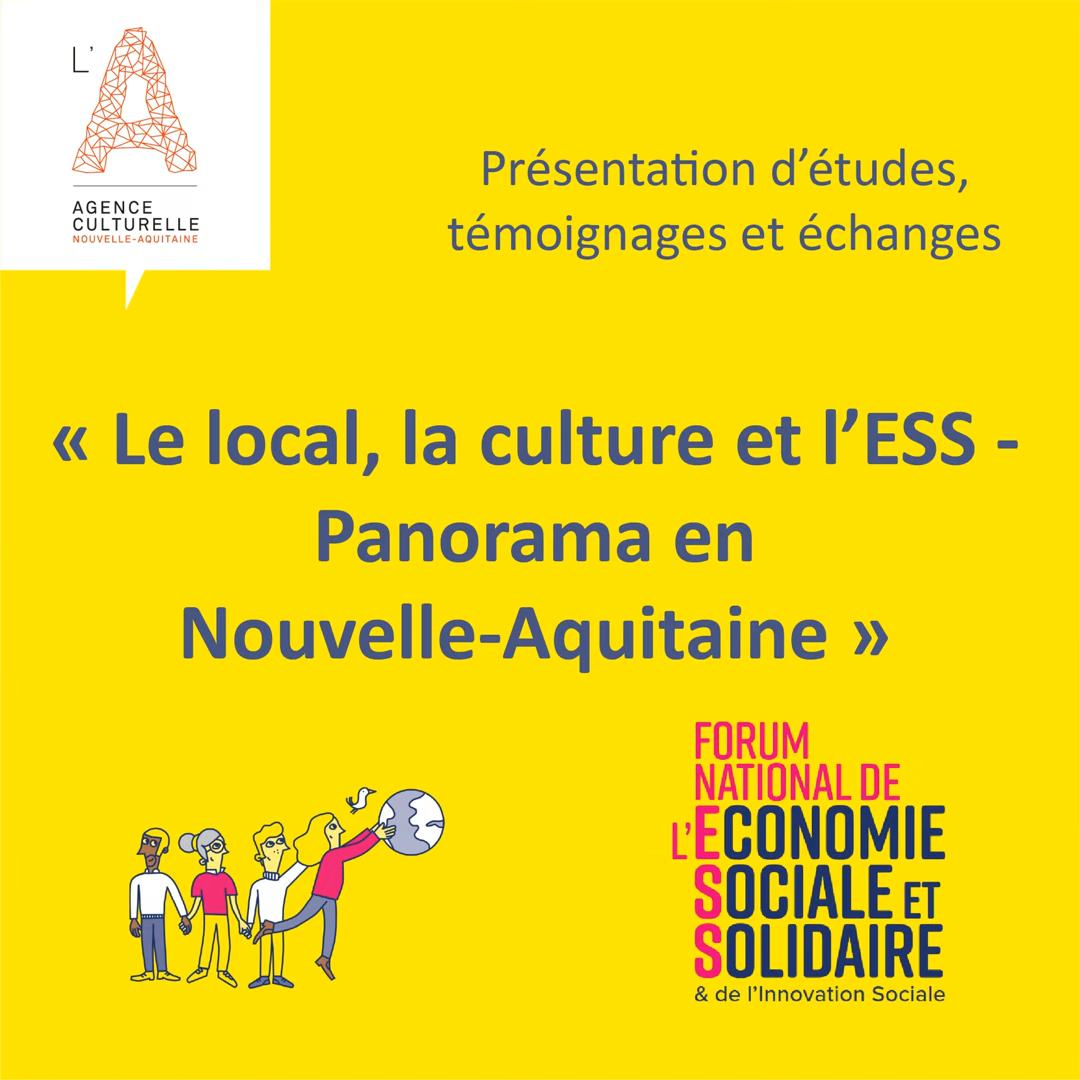 L'A
AGENCE
CULTURELLE
NOUVELLE-AQUITAINE
Présentation d'études,
témoignages et échanges
« Le local, la culture et l'ESS -
Panorama en
Nouvelle-Aquitaine »
FORUM
NATIONAL DE
L'ECONOMIE
SOCIALE ET
SOLIDAIRE
& de l'Innovation Sociale